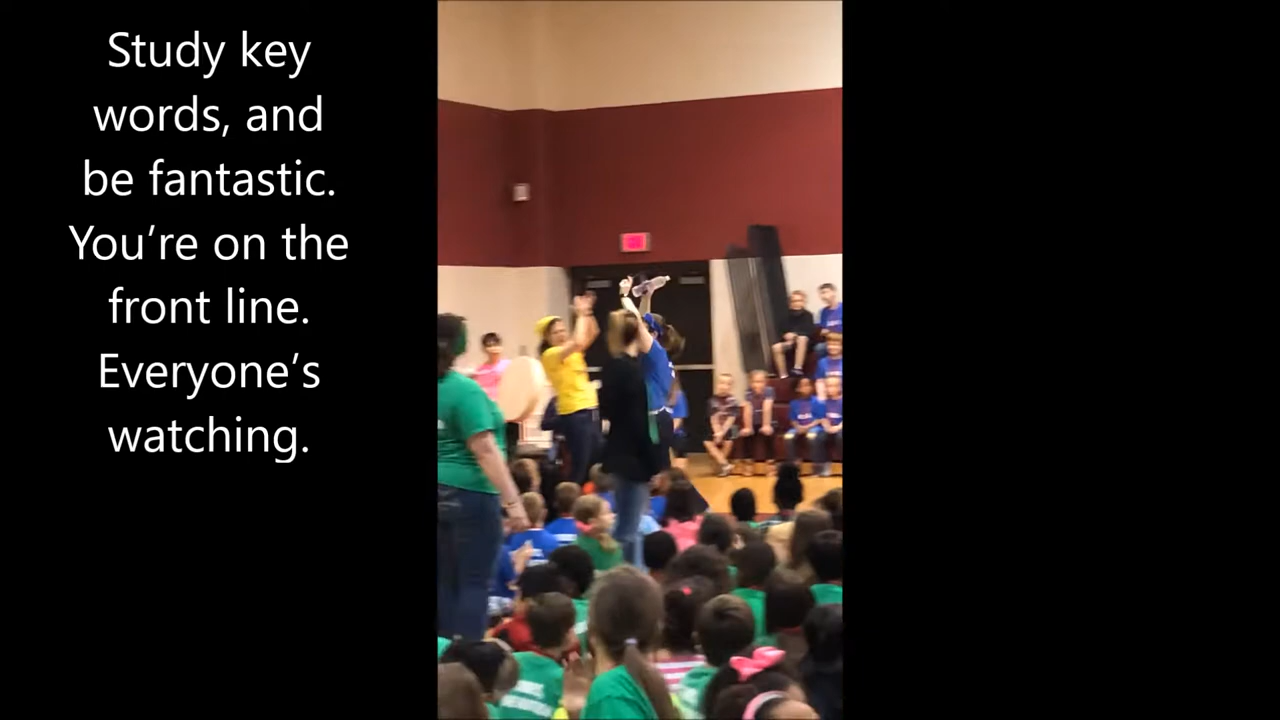 Study key
words, and
be fantastic.
You’re on the
front line.
Everyone’s
watching.